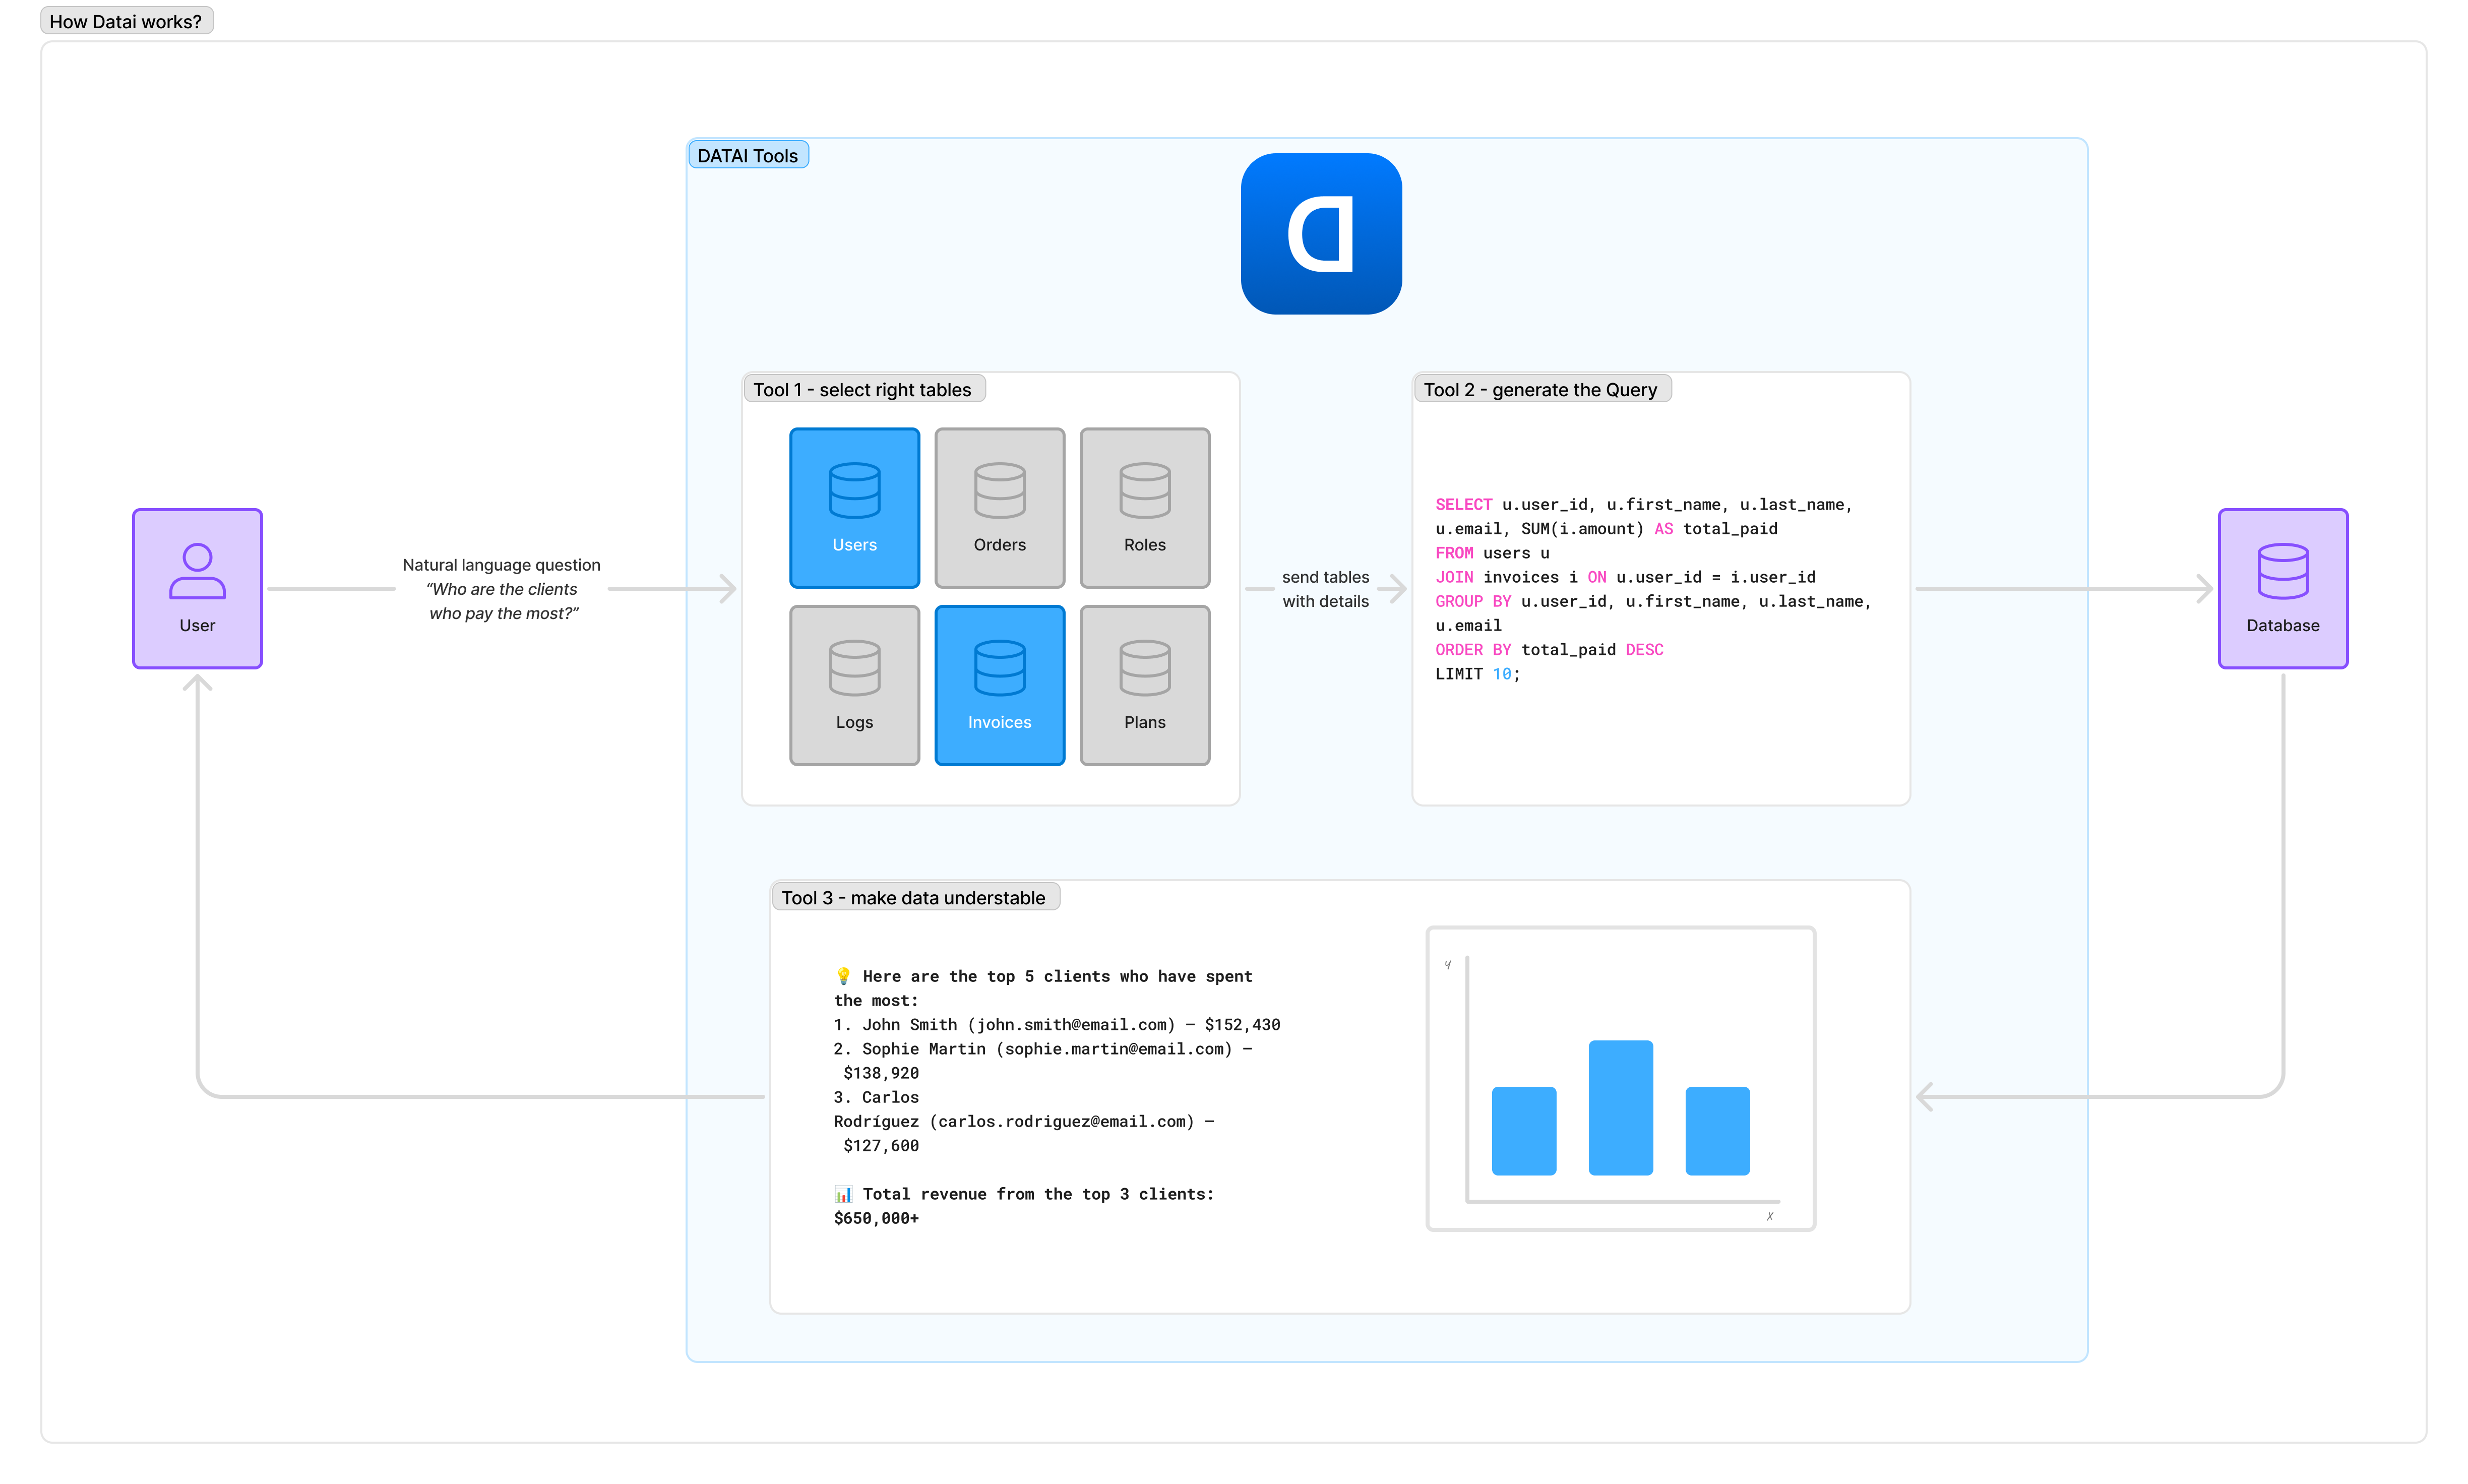 How Datai works?
DATAI Tools
Tool 1 - select right tables
Users
Orders
Roles
Logs
Invoices
Plans
User
Natural language question
“Who are the clients
who pay the most?”
send tables
with details
Tool 2 - generate the Query
SELECT u.user_id, u.first_name, u.last_name,
u.email, SUM(i.amount) AS total_paid
FROM users u
JOIN invoices i ON u.user_id = i.user_id
GROUP BY u.user_id, u.first_name, u.last_name,
u.email
ORDER BY total_paid DESC
LIMIT 10;
Database
Tool 3 - make data understable
💡 Here are the top 5 clients who have spent
the most:
1. John Smith (john.smith@email.com) – $152,430
2. Sophie Martin (sophie.martin@email.com) –
$138,920
3. Carlos
Rodríguez (carlos.rodriguez@email.com) –
$127,600
📊 Total revenue from the top 3 clients:
$650,000+
y
x